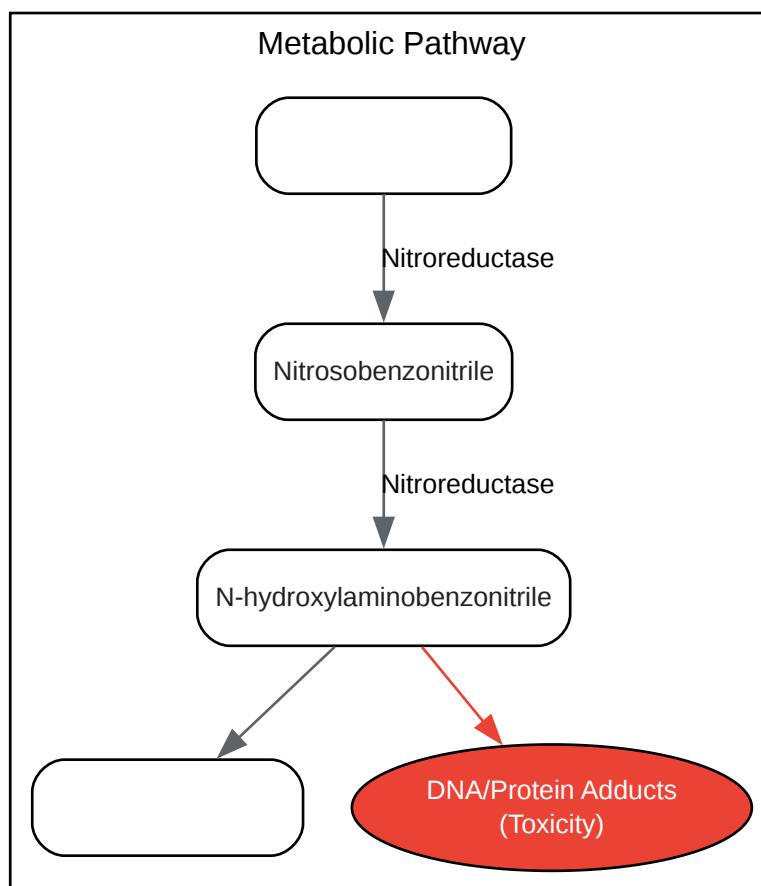 Metabolic Pathway
Nitroreductase
Nitrosobenzonitrile
Nitroreductase
N-hydroxylaminobenzonitrile
DNA/Protein Adducts
(Toxicity)